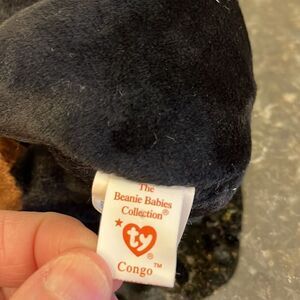 The
Beanie Babies
Collection®
★ ty ®
Congo™